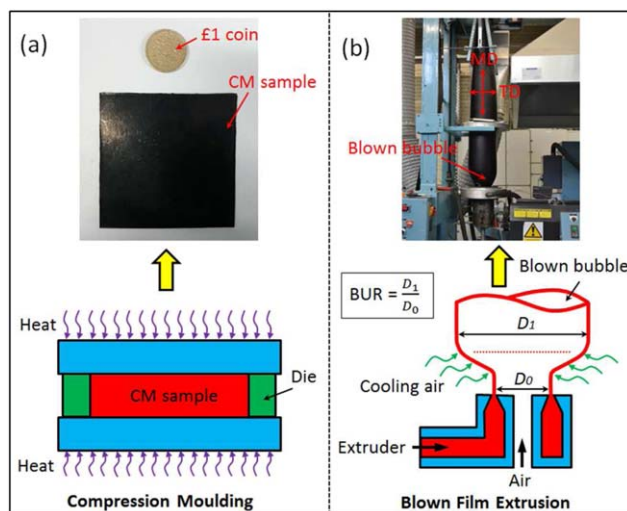 (a)
£1 coin
CM sample
Heat
CM sample
Die
Heat
Compression Moulding
(b)
MD
TD
Blown bubble
BUR = D1/D0
Blown bubble
D1
Cooling air
D0
Extruder
Air
Blown Film Extrusion